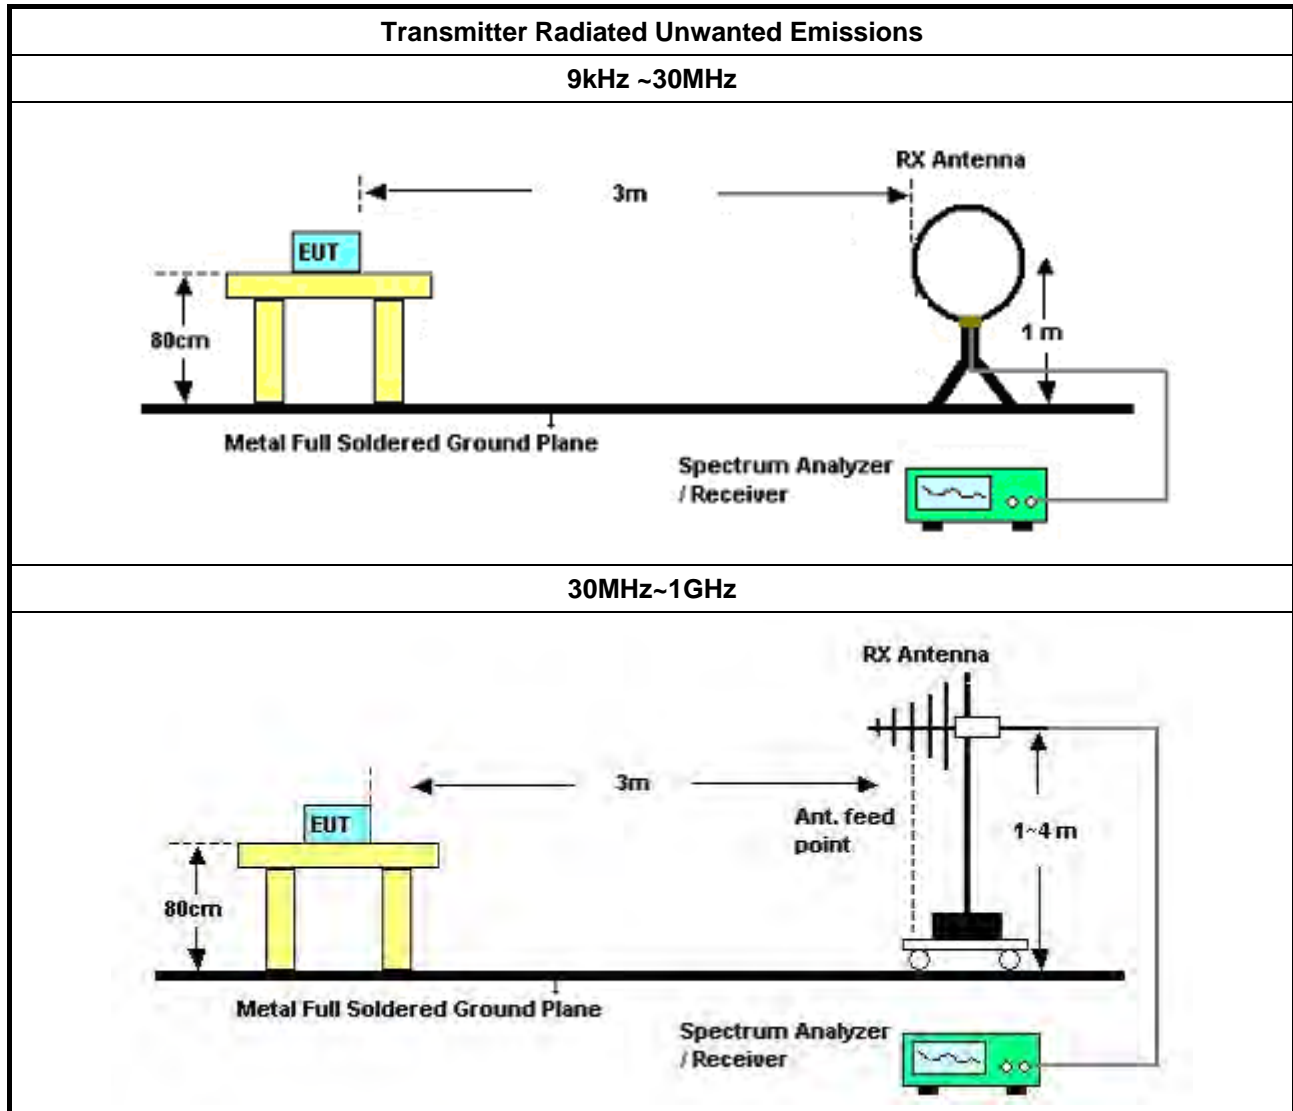 Transmitter Radiated Unwanted Emissions
9kHz ~30MHz
RX Antenna
3m
EUT
80cm
1 m
Metal Full Soldered Ground Plane
Spectrum Analyzer
/ Receiver
30MHz~1GHz
RX Antenna
3m
EUT
Ant. feed
point
1~4 m
80cm
Metal Full Soldered Ground Plane
Spectrum Analyzer
/ Receiver